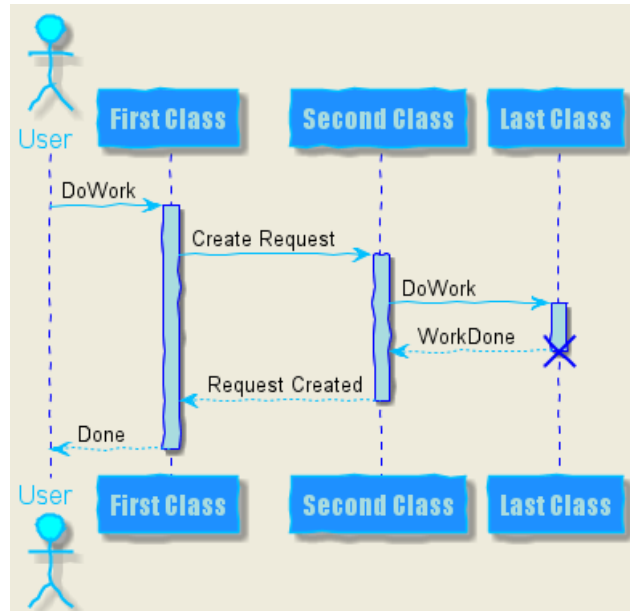 User
First Class
Second Class
Last Class
DoWork
Create Request
DoWork
WorkDone
Request Created
Done
User
First Class
Second Class
Last Class